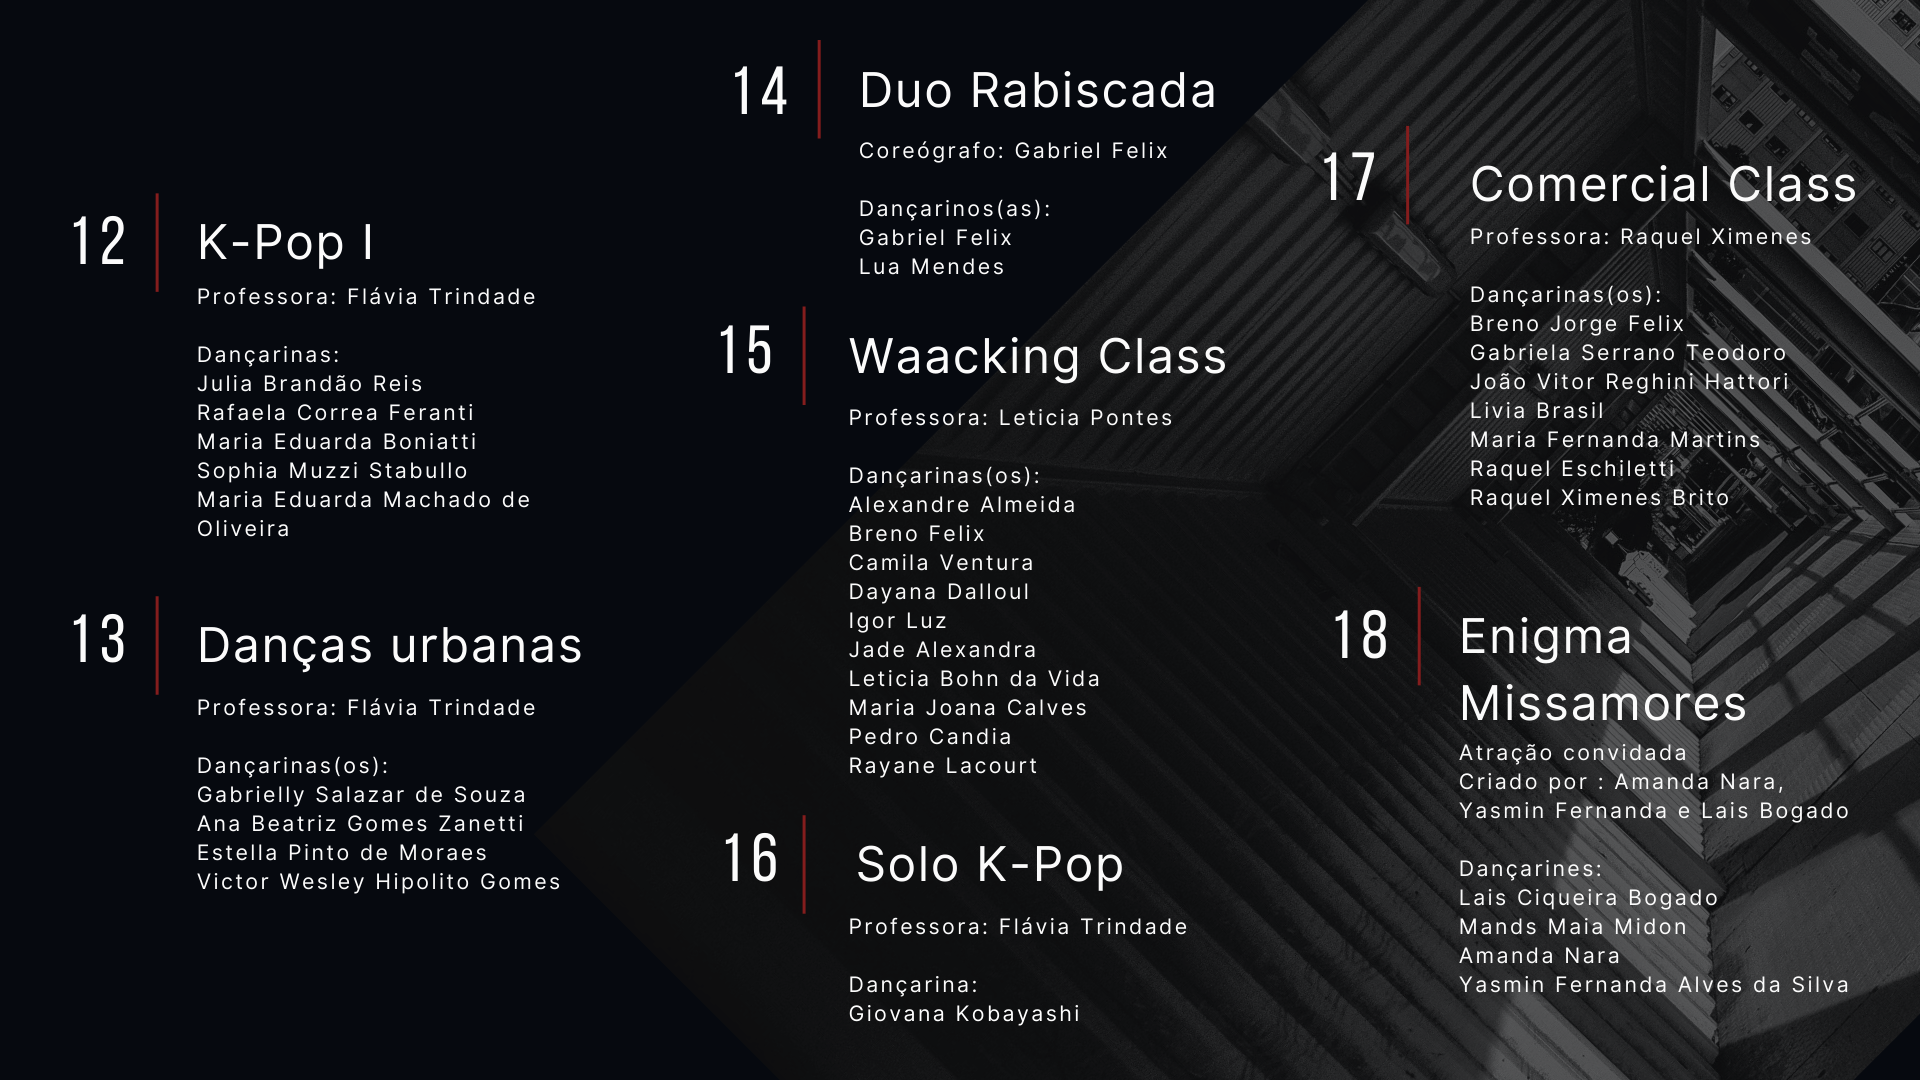 12
K-Pop I
Professora: Flávia Trindade
Dançarinas:
Julia Brandão Reis
Rafaela Correa Feranti
Maria Eduarda Boniatti
Sophia Muzzi Stabullo
Maria Eduarda Machado de
Oliveira
13
Danças urbanas
Professora: Flávia Trindade
Dançarinas(os):
Gabrielly Salazar de Souza
Ana Beatriz Gomes Zanetti
Estella Pinto de Moraes
Victor Wesley Hipolito Gomes
14
Duo Rabiscada
Coreógrafo: Gabriel Felix
Dançarinos(as):
Gabriel Felix
Lua Mendes
15
Waacking Class
Professora: Leticia Pontes
Dançarinas(os):
Alexandre Almeida
Breno Felix
Camila Ventura
Dayana Dalloul
Igor Luz
Jade Alexandra
Leticia Bohn da Vida
Maria Joana Calves
Pedro Candia
Rayane Lacourt
16
Solo K-Pop
Professora: Flávia Trindade
Dançarina:
Giovana Kobayashi
17
Comercial Class
Professora: Raquel Ximenes
Dançarinas(os):
Breno Jorge Felix
Gabriela Serrano Teodoro
João Vitor Reghini Hattori
Livia Brasil
Maria Fernanda Martins
Raquel Eschiletti
Raquel Ximenes Brito
18
Enigma
Missamores
Atração convidada
Criado por : Amanda Nara,
Yasmin Fernanda e Lais Bogado
Dançarines:
Lais Ciqueira Bogado
Mands Maia Midon
Amanda Nara
Yasmin Fernanda Alves da Silva